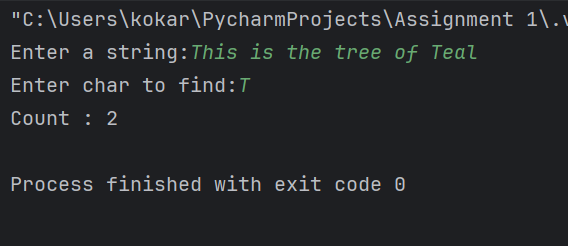 "C:\Users\kokar\PycharmProjects\Assignment 1\.v
Enter a string:This is the tree of Teal
Enter char to find:T
Count : 2
Process finished with exit code 0